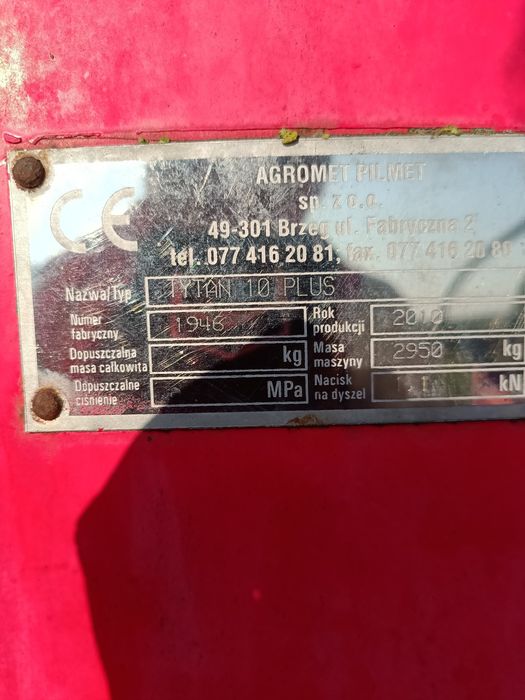 CE
AGROMET PILMET
sp. z o.o.
49-301 Brzeg ul. Fabryczna 2
tel. 077 416 20 81, fax. 077 416 20 89
Nazwa/Typ TYTAN 10 PLUS
Numer fabryczny 1946 Rok produkcji 2010
Dopuszczalna masa całkowita kg Masa maszyny 2950 kg
Dopuszczalne ciśnienie MPa Nacisk na dyszel kN